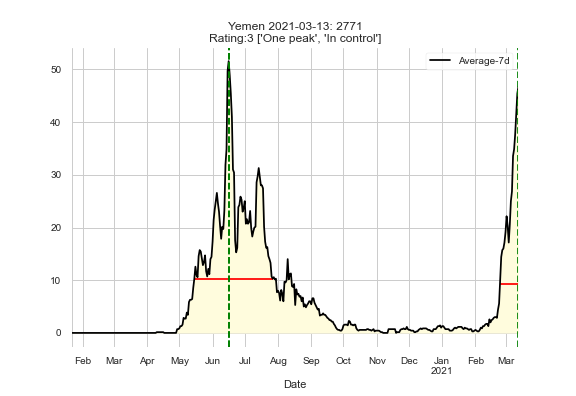 Yemen 2021-03-13: 2771
Rating:3 ['One peak', 'In control']
Average-7d
50
40
30
20
10
0
Feb Mar Apr May Jun Jul Aug Sep Oct Nov Dec Jan Feb Mar
2021
Date